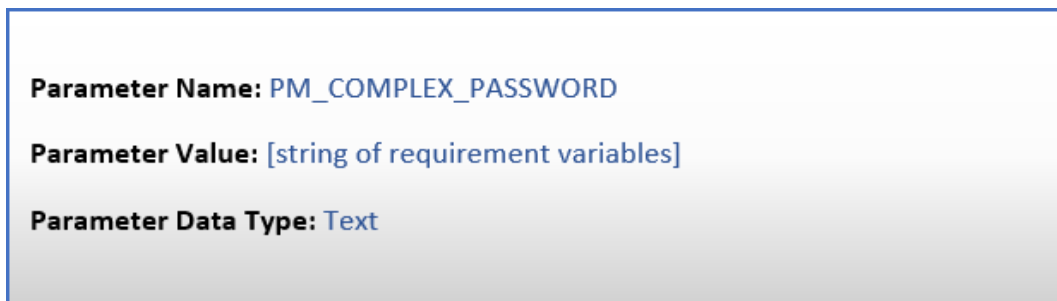 Parameter Name: PM_COMPLEX_PASSWORD
Parameter Value: [string of requirement variables]
Parameter Data Type: Text